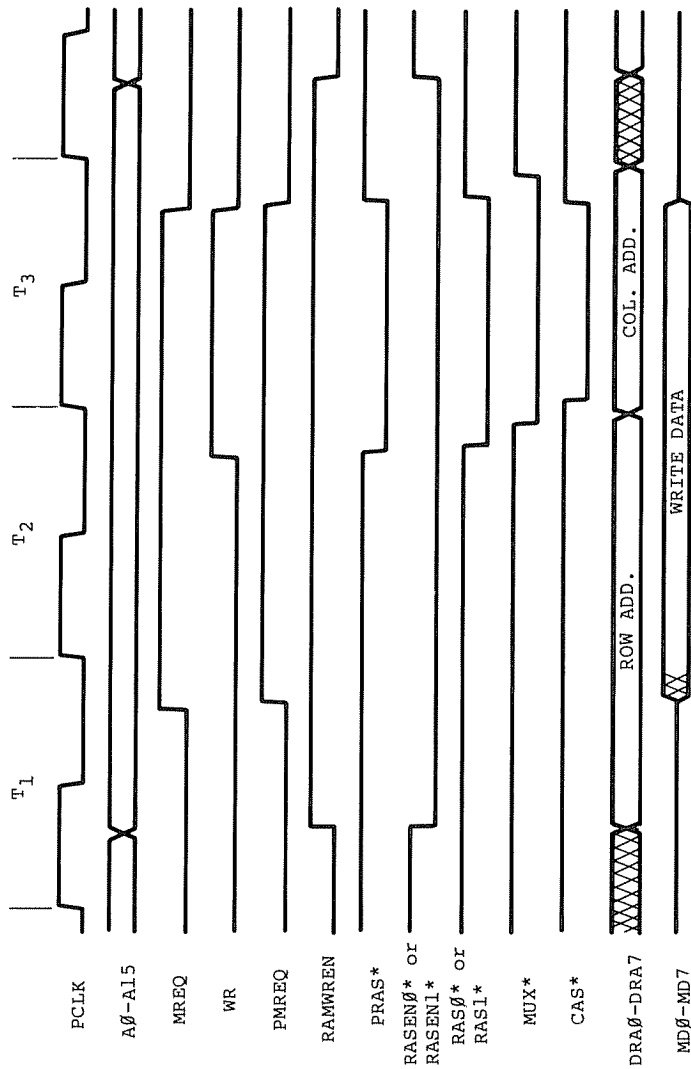 T1
T2
T3
PCLK
AØ-A15
MREQ
WR
PMREQ
RAMWREN
PRAS*
RASENØ* or
RASEN1*
RASØ* or
RAS1*
MUX*
CAS*
DRAØ-DRA7
ROW ADD.
COL. ADD.
MDØ-MD7
WRITE DATA